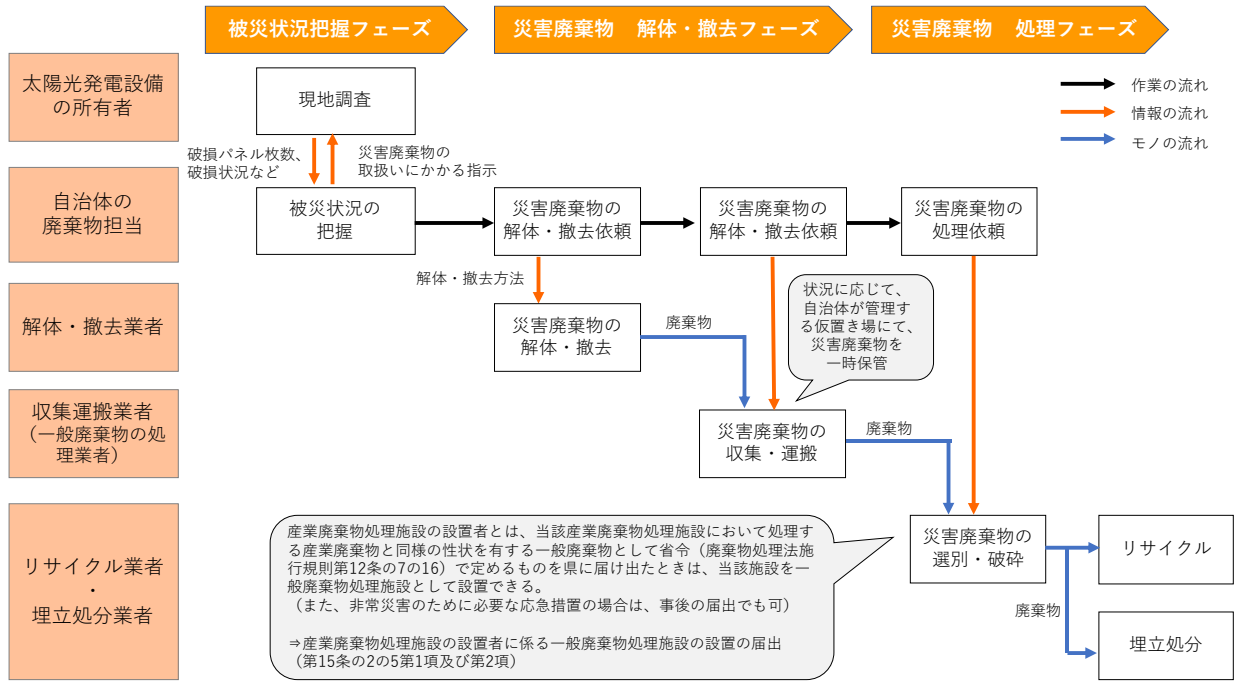 被災状況把握フェーズ
災害廃棄物　解体・撤去フェーズ
災害廃棄物　処理フェーズ
太陽光発電設備
の所有者
現地調査
作業の流れ
情報の流れ
モノの流れ
破損パネル枚数、
破損状況など
災害廃棄物の
取扱いにかかる指示
自治体の
廃棄物担当
被災状況の
把握
災害廃棄物の
解体・撤去依頼
災害廃棄物の
解体・撤去依頼
災害廃棄物の
処理依頼
解体・撤去方法
状況に応じて、
自治体が管理す
る仮置き場にて、
災害廃棄物を
一時保管
解体・撤去業者
災害廃棄物の
解体・撤去
廃棄物
収集運搬業者
（一般廃棄物の処
理業者）
災害廃棄物の
収集・運搬
廃棄物
リサイクル業者
・
埋立処分業者
産業廃棄物処理施設の設置者とは、当該産業廃棄物処理施設において処理す
る産業廃棄物と同様の性状を有する一般廃棄物として省令（廃棄物処理法施
行規則第12条の7の16）で定めるものを県に届け出たときは、当該施設を一
般廃棄物処理施設として設置できる。
（また、非常災害のために必要な応急措置の場合は、事後の届出でも可）
⇒産業廃棄物処理施設の設置者に係る一般廃棄物処理施設の設置の届出
（第15条の2の5第1項及び第2項）
災害廃棄物の
選別・破砕
リサイクル
廃棄物
埋立処分